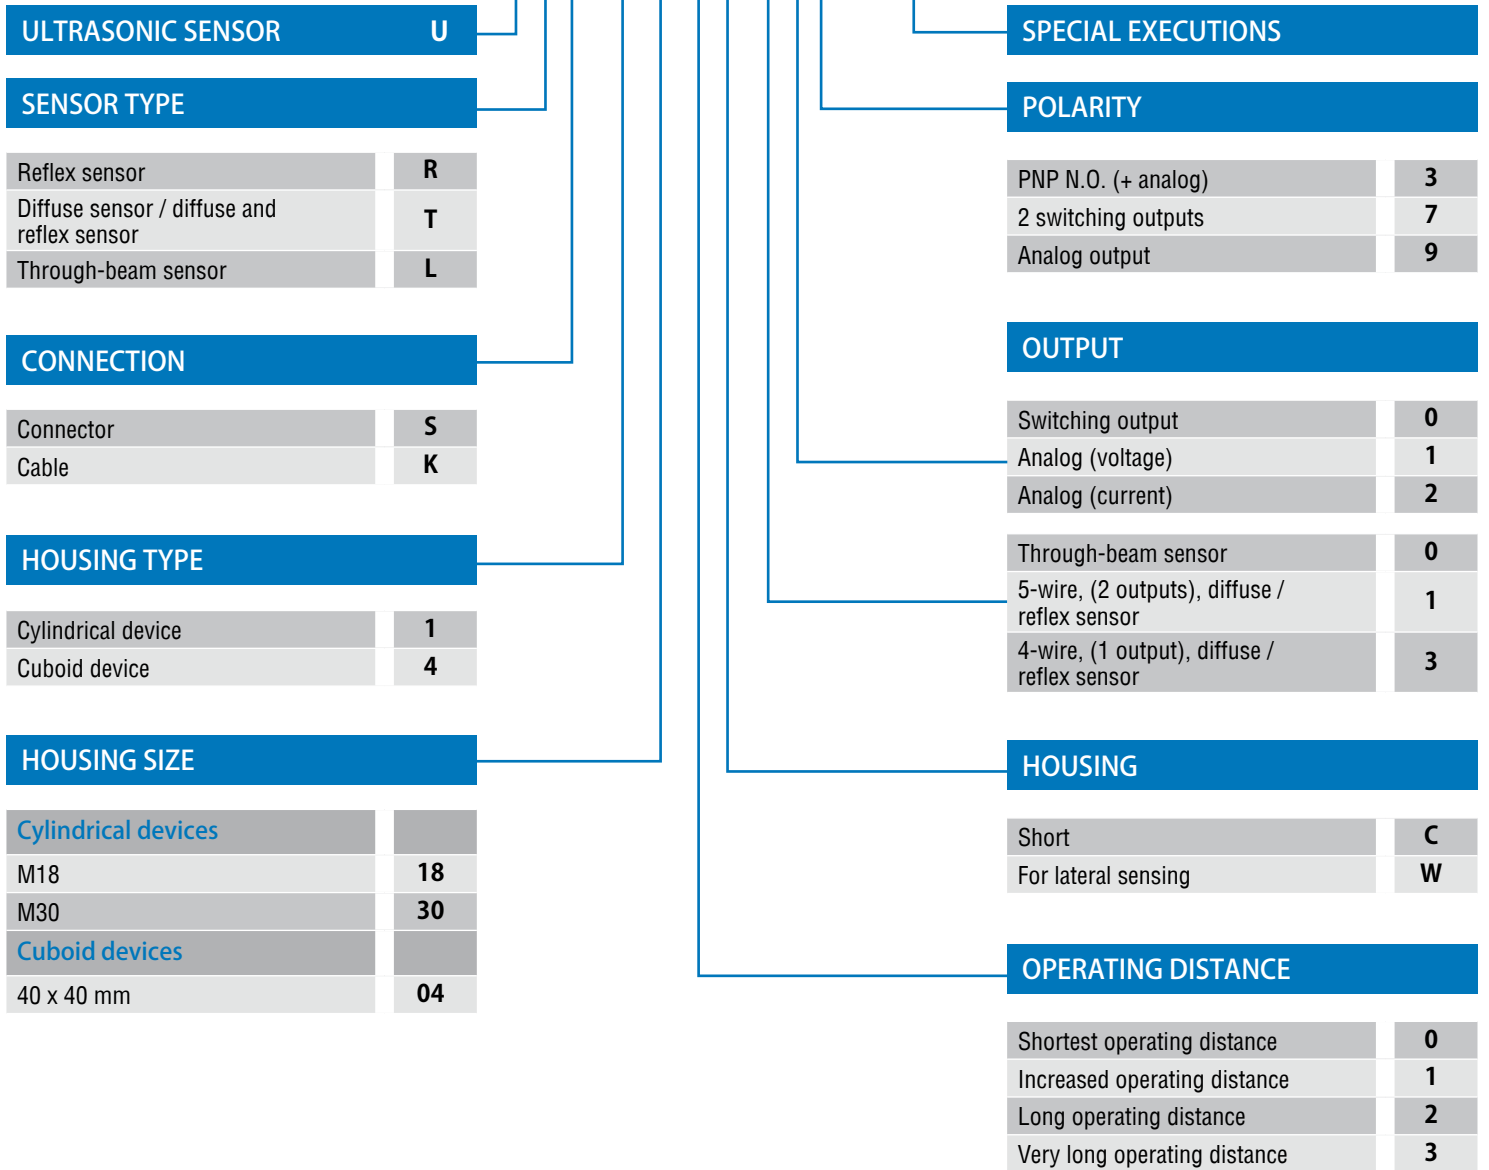 ULTRASONIC SENSOR U
SENSOR TYPE
Reflex sensor R
Diffuse sensor / diffuse and
reflex sensor T
Through-beam sensor L
CONNECTION
Connector S
Cable K
HOUSING TYPE
Cylindrical device 1
Cuboid device 4
HOUSING SIZE
Cylindrical devices
M18 18
M30 30
Cuboid devices
40 x 40 mm 04
SPECIAL EXECUTIONS
POLARITY
PNP N.O. (+ analog) 3
2 switching outputs 7
Analog output 9
OUTPUT
Switching output 0
Analog (voltage) 1
Analog (current) 2
Through-beam sensor 0
5-wire, (2 outputs), diffuse /
reflex sensor 1
4-wire, (1 output), diffuse /
reflex sensor 3
HOUSING
Short C
For lateral sensing W
OPERATING DISTANCE
Shortest operating distance 0
Increased operating distance 1
Long operating distance 2
Very long operating distance 3